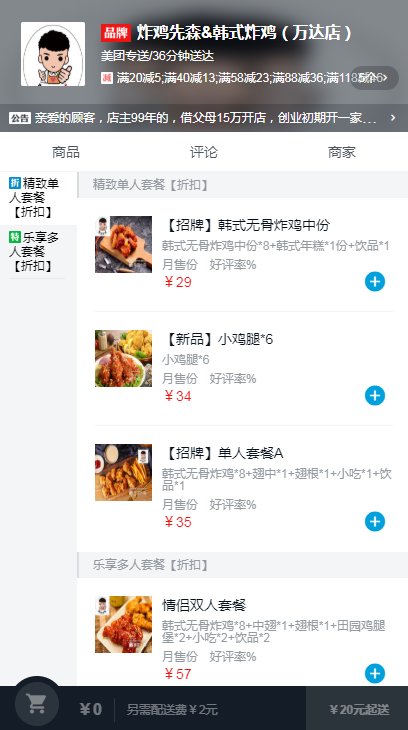 品牌 炸鸡先森&韩式炸鸡（万达店）
美团专送/36分钟送达
减 满20减5;满40减13;满58减23;满88减36;满118 5个 >
公告 亲爱的顾客，店主99年的，借父母15万开店，创业初期开一家... >
商品 评论 商家
折 精致单
人套餐
【折扣】
特 乐享多
人套餐
【折扣】
精致单人套餐【折扣】
【招牌】韩式无骨炸鸡中份
韩式无骨炸鸡中份*8+韩式年糕*1份+饮品*1
月售份 好评率%
￥29
【新品】小鸡腿*6
小鸡腿*6
月售份 好评率%
￥34
【招牌】单人套餐A
韩式无骨炸鸡*8+翅中*1+翅根*1+小吃*1+饮
品*1
月售份 好评率%
￥35
乐享多人套餐【折扣】
情侣双人套餐
韩式无骨炸鸡*8+中翅*1+翅根*1+田园鸡腿
堡*2+小吃*2+饮品*2
月售份 好评率%
￥57
￥0 另需配送费￥2元 ￥20元起送